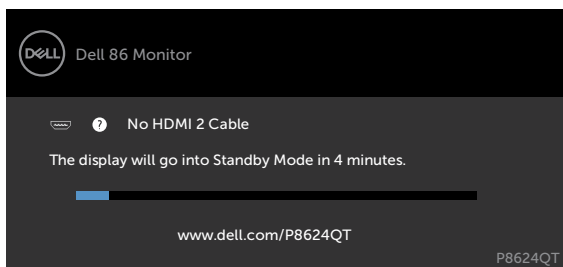 DELL Dell 86 Monitor
? No HDMI 2 Cable
The display will go into Standby Mode in 4 minutes.
www.dell.com/P8624QT
P8624QT